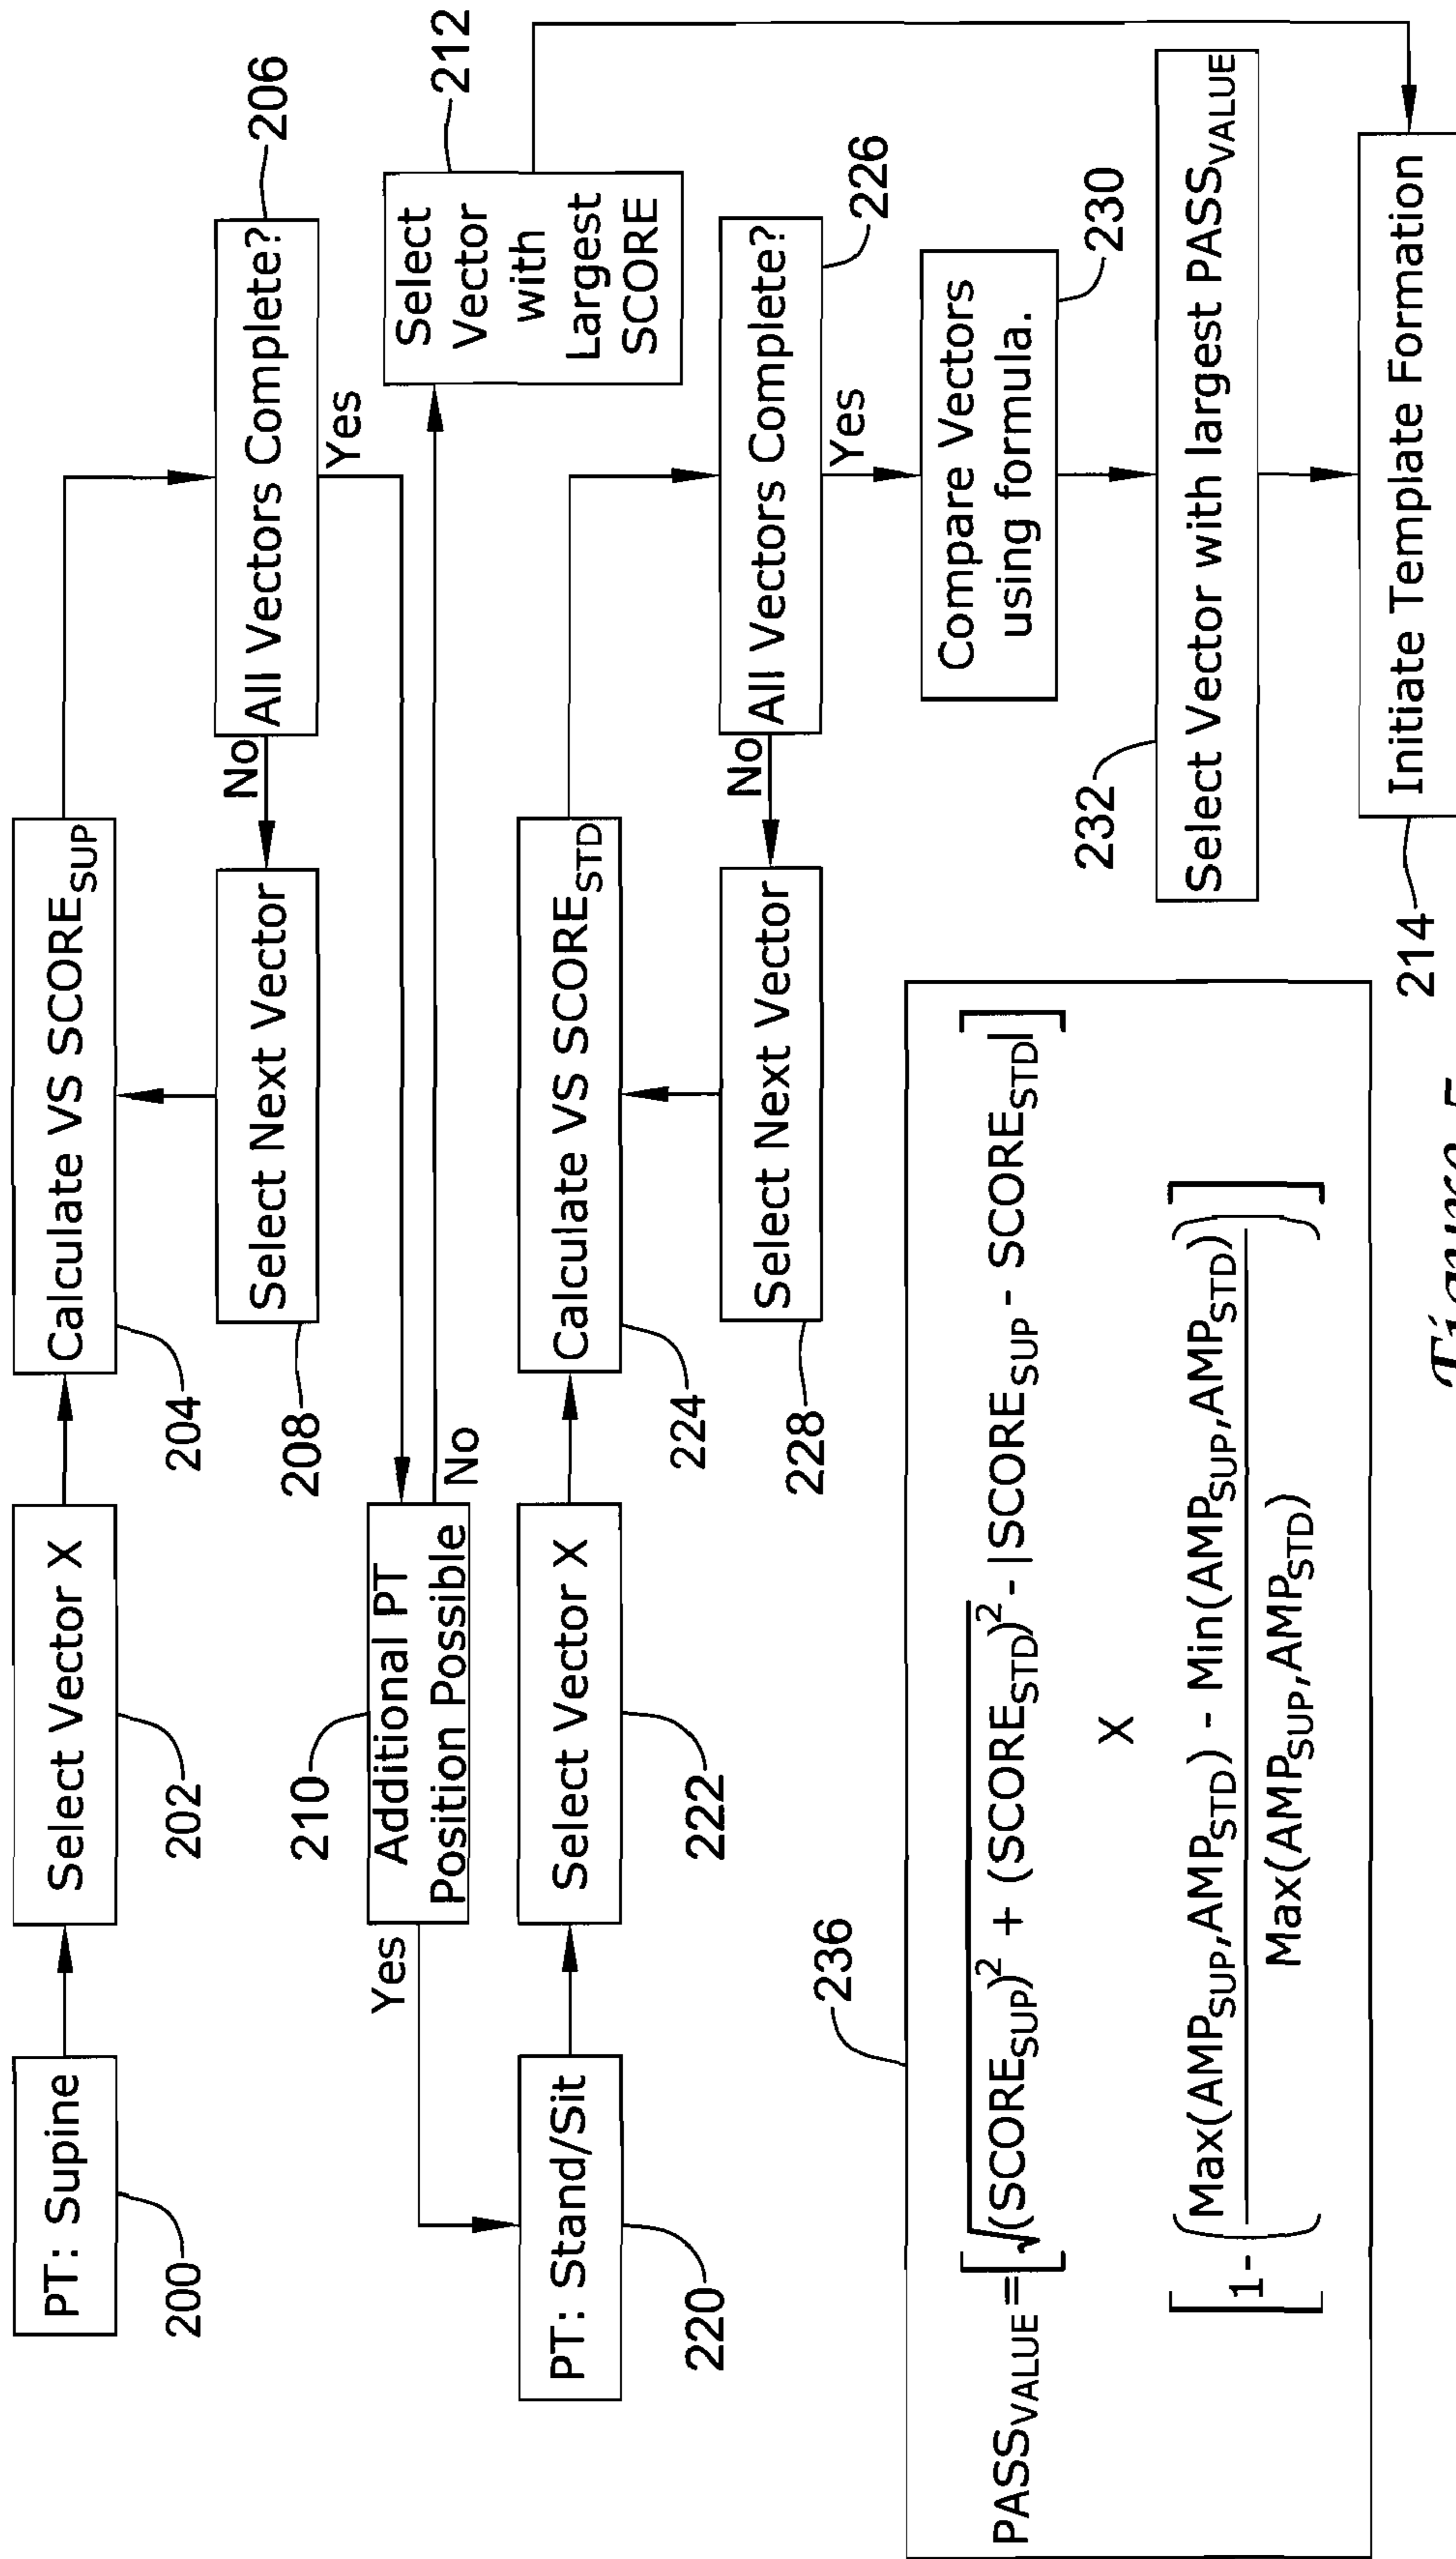 PT: Supine
200
Select Vector X
202
Calculate VS SCORE_SUP
204
All Vectors Complete?
206
No
Yes
Select Next Vector
208
Additional PT
Position Possible
210
Yes
No
Select
Vector
with
Largest
SCORE
212
PT: Stand/Sit
220
Select Vector X
222
Calculate VS SCORE_STD
224
All Vectors Complete?
226
No
Yes
Select Next Vector
228
Compare Vectors
using formula.
230
Select Vector with largest PASS_VALUE
232
Initiate Template Formation
214
236
PASS_VALUE = [√(SCORE_SUP)² + (SCORE_STD)² - |SCORE_SUP - SCORE_STD|]
X
[1 - (Max(AMP_SUP,AMP_STD) - Min(AMP_SUP,AMP_STD)
Max(AMP_SUP,AMP_STD))]